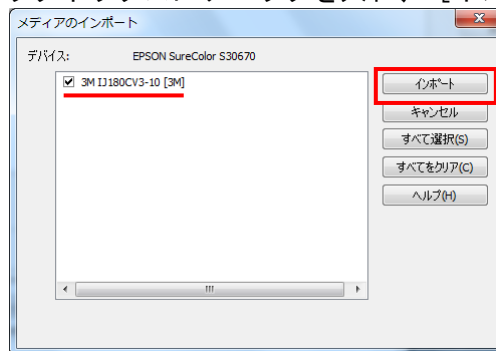 メディアのインポート
デバイス: EPSON SureColor S30670
3M IJ180CV3-10 [3M]
インポート
キャンセル
すべて選択(S)
すべてをクリア(C)
ヘルプ(H)